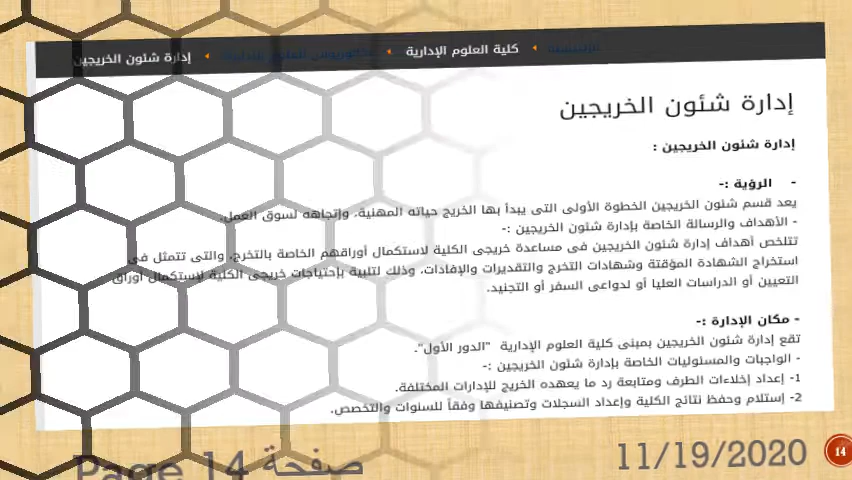 الرئيسية ◂ كلية العلوم الإدارية ◂ بكالوريوس العلوم الإدارية ◂ إدارة شئون الخريجين
إدارة شئون الخريجين
إدارة شئون الخريجين :
- الرؤية :-
يعد قسم شئون الخريجين الخطوة الأولى التى يبدأ بها الخريج حياته المهنية، وإتجاهه لسوق العمل.
- الأهداف والرسالة الخاصة بإدارة شئون الخريجين :-
تتلخص أهداف إدارة شئون الخريجين فى مساعدة خريجى الكلية لاستكمال أوراقهم الخاصة بالتخرج، والتى تتمثل فى
استخراج الشهادة المؤقتة وشهادات التخرج والتقديرات والإفادات، وذلك لتلبية بإحتياجات خريجى الكلية لإستكمال أوراق
التعيين أو الدراسات العليا أو لدواعى السفر أو التجنيد.
- مكان الإدارة :-
تقع إدارة شئون الخريجين بمبنى كلية العلوم الإدارية "الدور الأول".
- الواجبات والمسئوليات الخاصة بإدارة شئون الخريجين :-
1- إعداد إخلاءات الطرف ومتابعة رد ما يعهده الخريج للإدارات المختلفة.
2- إستلام وحفظ نتائج الكلية وإعداد السجلات وتصنيفها وفقاً للسنوات والتخصص.
11/19/2020
14
Page 14 صفحة